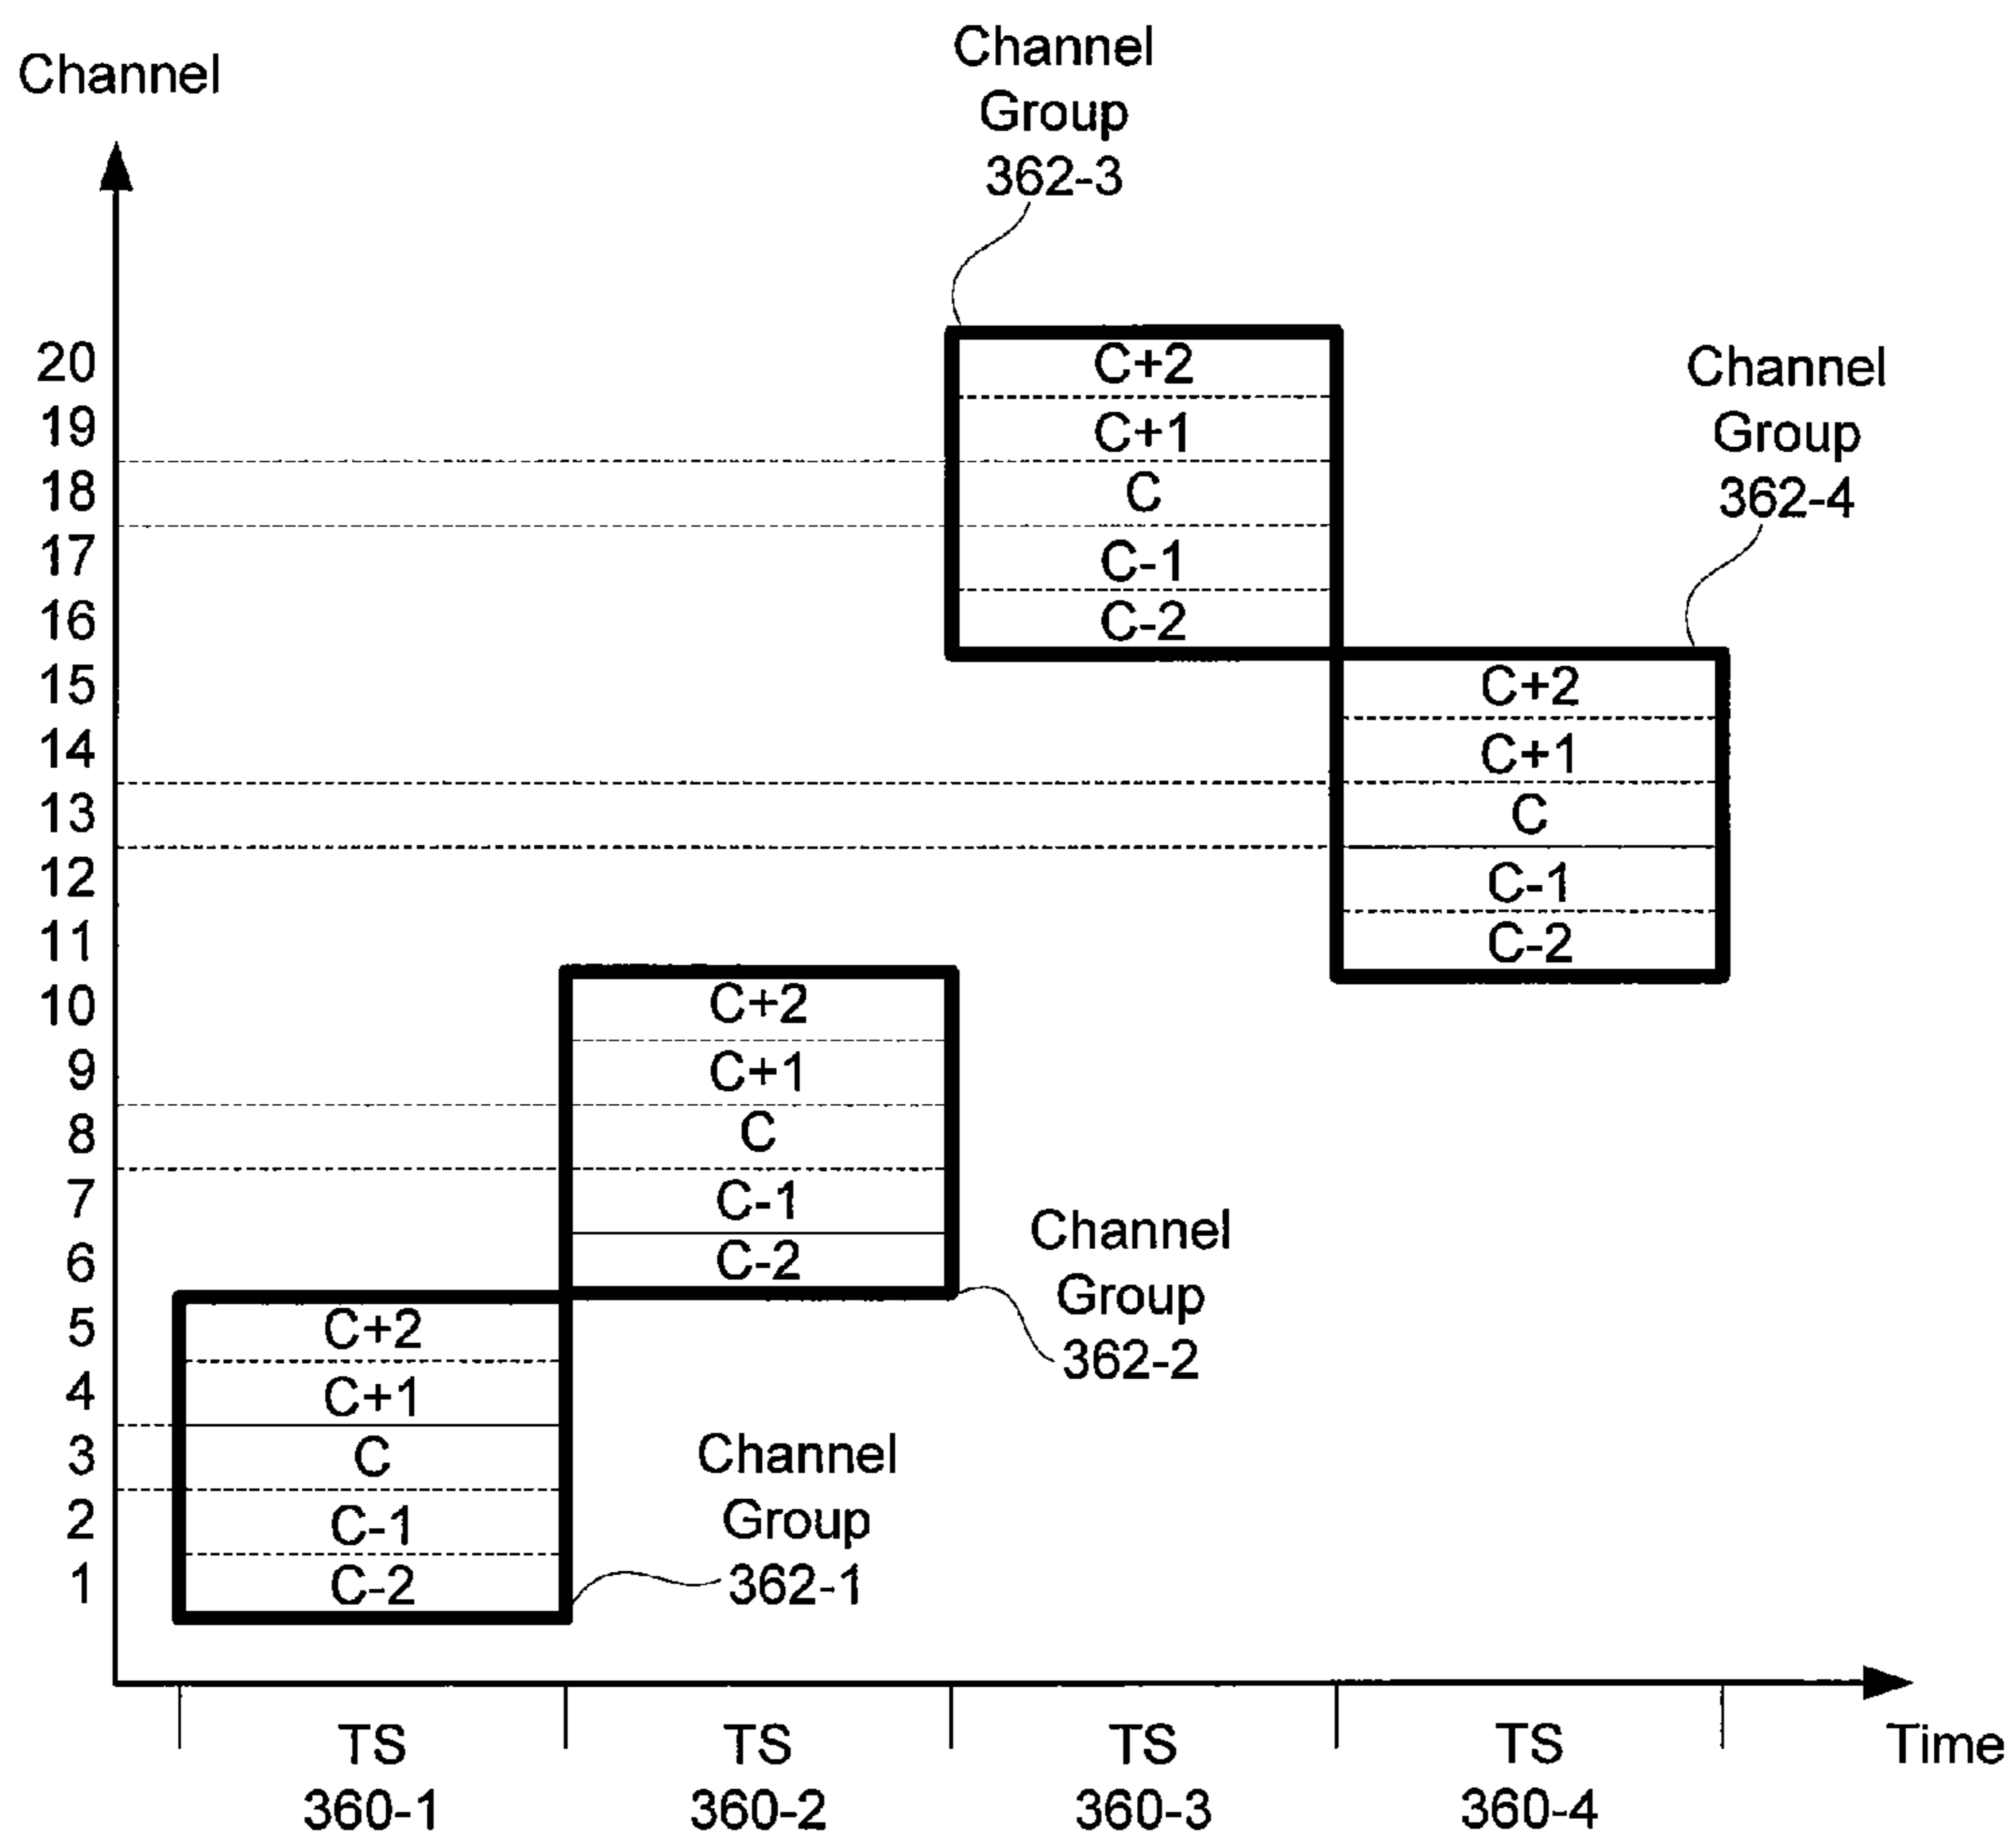 Channel
Channel
Group
362-3
20
C+2
Channel
Group
362-4
19
C+1
18
C
17
C-1
16
C-2
15
C+2
14
C+1
13
C
12
C-1
11
C-2
10
C+2
9
C+1
8
C
7
C-1
6
C-2
Channel
Group
362-2
5
C+2
4
C+1
3
C
2
C-1
1
C-2
Channel
Group
362-1
TS
360-1
TS
360-2
TS
360-3
TS
360-4
Time